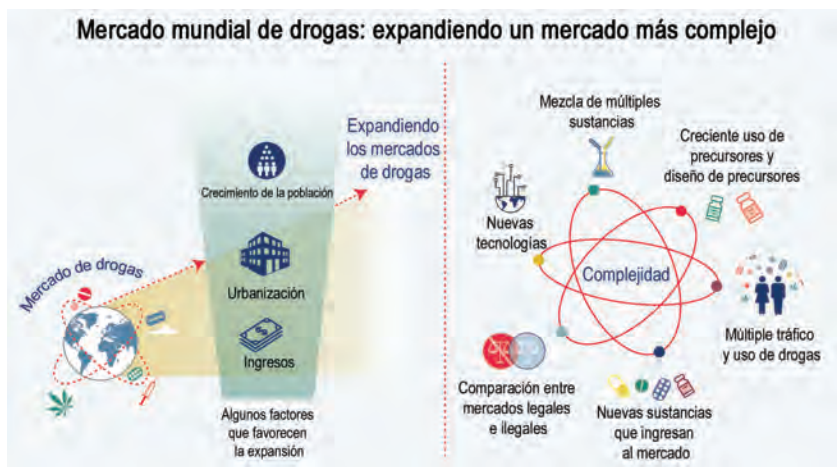 Mercado mundial de drogas: expandiendo un mercado más complejo
Mercado de drogas
Crecimiento de la población
Urbanización
Ingresos
Algunos factores
que favorecen
la expansión
Expandiendo
los mercados
de drogas
Mezcla de múltiples
sustancias
Creciente uso de
precursores y
diseño de precursores
Nuevas
tecnologías
Complejidad
Múltiple tráfico
y uso de drogas
Comparación entre
mercados legales
e ilegales
Nuevas sustancias
que ingresan
al mercado